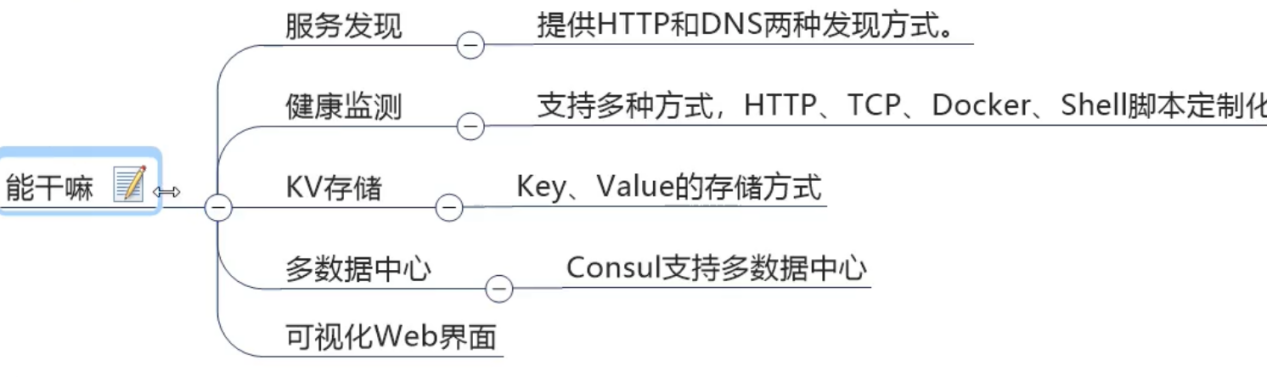 服务发现
提供HTTP和DNS两种发现方式。
健康监测
支持多种方式，HTTP、TCP、Docker、Shell脚本定制化
能干嘛
KV存储
Key、Value的存储方式
多数据中心
Consul支持多数据中心
可视化Web界面